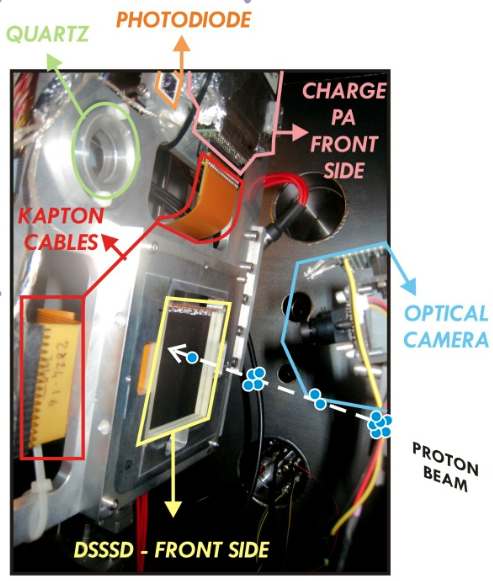 PHOTODIODE
QUARTZ
CHARGE
PA
FRONT
SIDE
KAPTON
CABLES
OPTICAL
CAMERA
PROTON
BEAM
DSSSD - FRONT SIDE